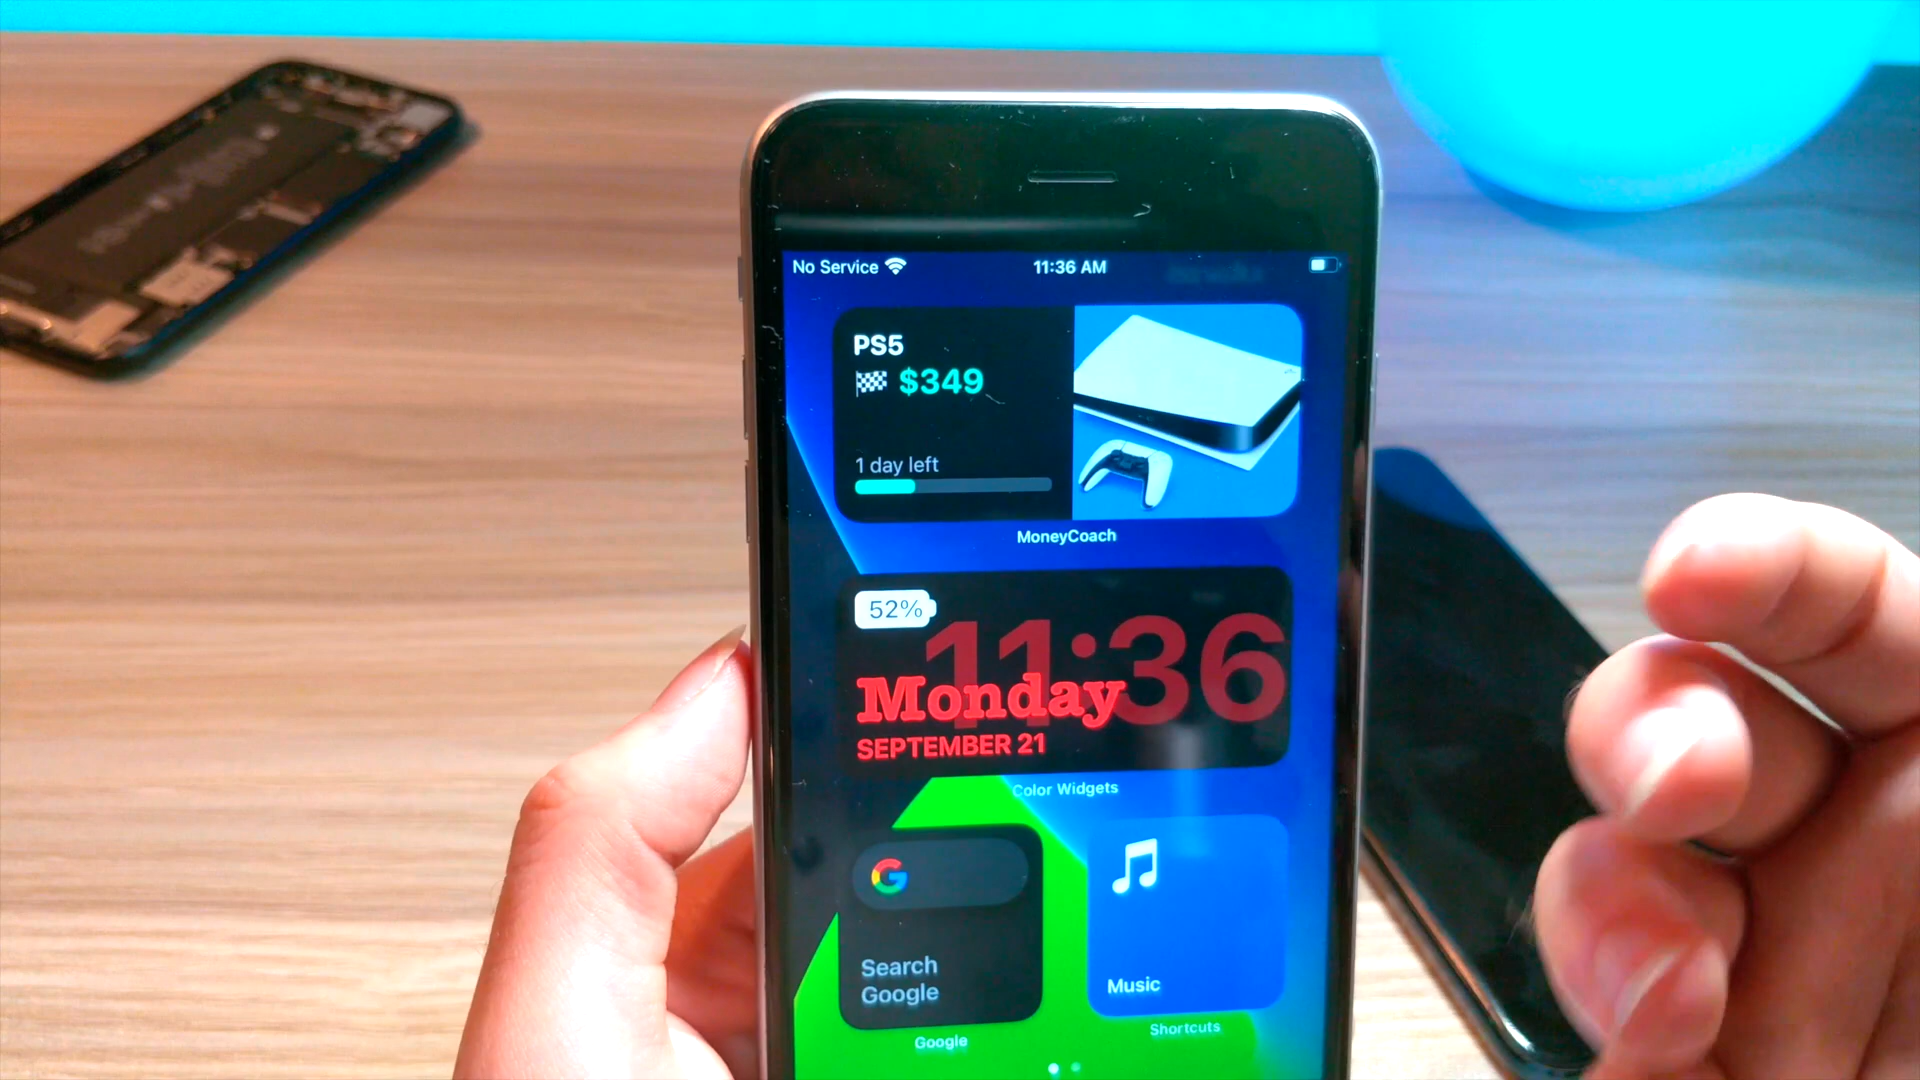 No Service 11:36 AM
PS5
$349
1 day left
MoneyCoach
52%
11:36
Monday
SEPTEMBER 21
Color Widgets
G
Search
Google
Music
Google
Shortcuts